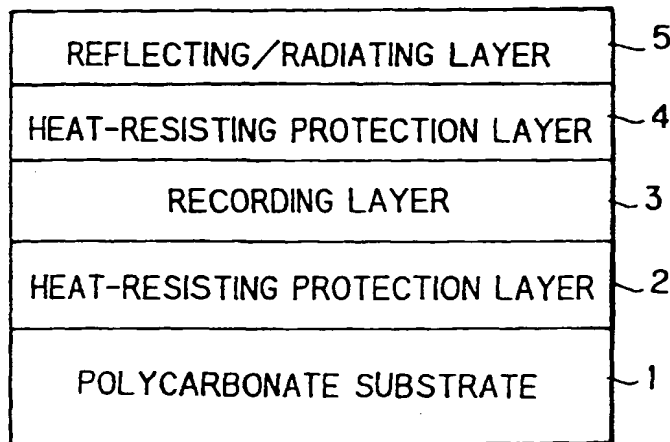 REFLECTING/RADIATING LAYER 5
HEAT-RESISTING PROTECTION LAYER 4
RECORDING LAYER 3
HEAT-RESISTING PROTECTION LAYER 2
POLYCARBONATE SUBSTRATE 1